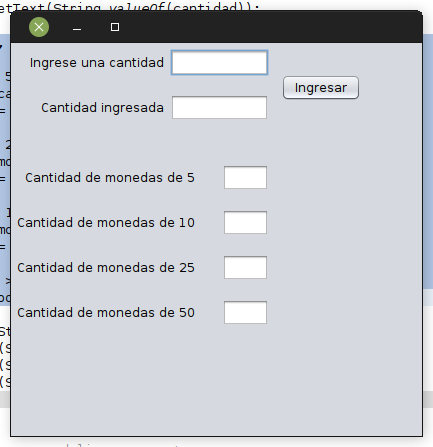 etText(String.valueOf(cantidad));
Ingrese una cantidad
Ingresar
Cantidad ingresada
Cantidad de monedas de 5
Cantidad de monedas de 10
Cantidad de monedas de 25
Cantidad de monedas de 50